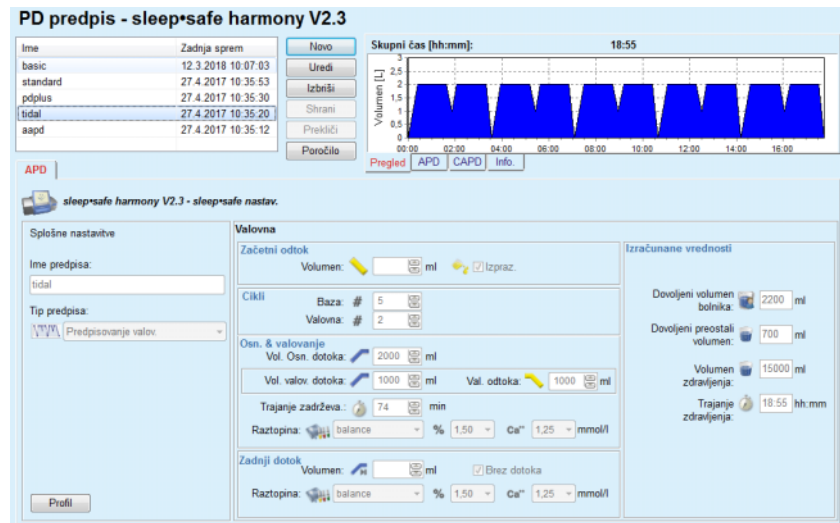 PD predpis - sleep•safe harmony V2.3
Ime Zadnja sprem
basic 12.3.2018 10:07:03
standard 27.4.2017 10:35:53
pdplus 27.4.2017 10:35:30
tidal 27.4.2017 10:35:20
aapd 27.4.2017 10:35:12
Novo
Uredi
Izbriši
Shrani
Prekliči
Poročilo
Skupni čas [hh:mm]: 18:55
Volumen [L]
3
2,5
2
1,5
1
0,5
0
00:00 02:00 04:00 06:00 08:00 10:00 12:00 14:00 16:00
Pregled APD CAPD Info.
APD
sleep•safe harmony V2.3 - sleep•safe nastav.
Splošne nastavitve
Ime predpisa:
tidal
Tip predpisa:
Predpisovanje valov.
Profil
Valovna
Začetni odtok
Volumen: ml Izpraz.
Cikli
Baza: # 5
Valovna: # 2
Osn. & valovanje
Vol. Osn. dotoka: 2000 ml
Vol. valov. dotoka: 1000 ml Val. odtoka: 1000 ml
Trajanje zadrževa.: 74 min
Raztopina: balance % 1,50 Ca⁺⁺ 1,25 mmol/l
Zadnji dotok
Volumen: ml Brez dotoka
Raztopina: balance % 1,50 Ca⁺⁺ 1,25 mmol/l
Izračunane vrednosti
Dovoljeni volumen
bolnika: 2200 ml
Dovoljeni preostali
volumen: 700 ml
Volumen
zdravljenja: 15000 ml
Trajanje
zdravljenja: 18:55 hh:mm